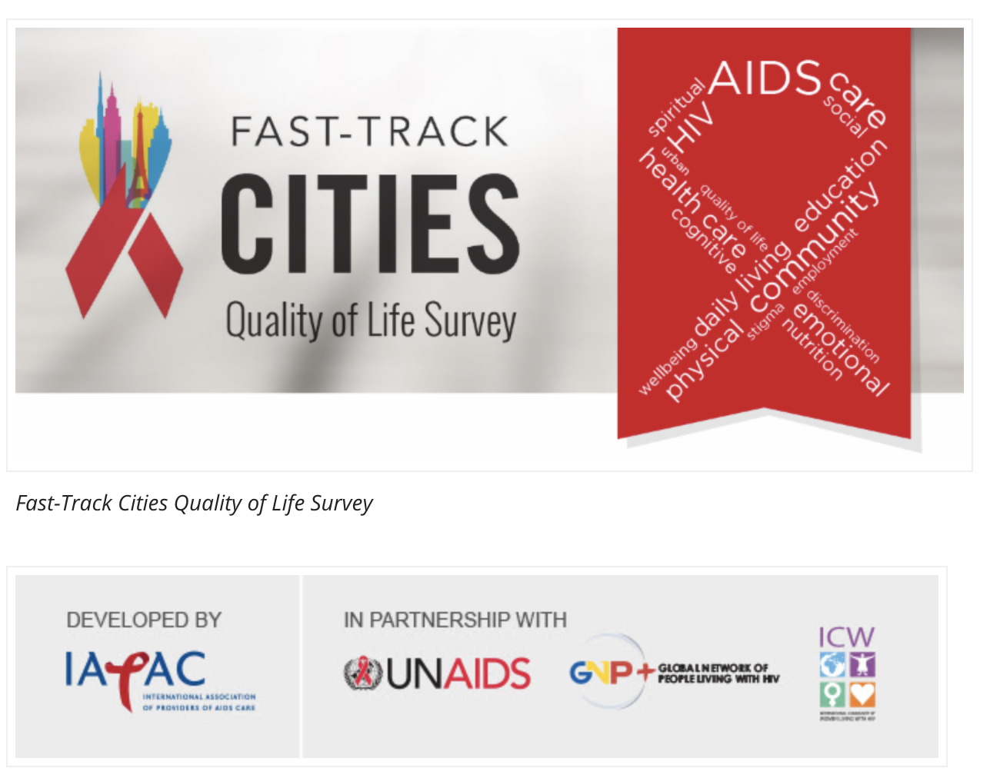 FAST-TRACK
CITIES
Quality of Life Survey
AIDS
care
social
spiritual
HIV
urban
health care
quality of life
cognitive
education
community
employment
daily living
physical
wellbeing
stigma
discrimination
emotional
nutrition
Fast-Track Cities Quality of Life Survey
DEVELOPED BY
IAPAC
INTERNATIONAL ASSOCIATION
OF PROVIDERS OF AIDS CARE
IN PARTNERSHIP WITH
UNAIDS
GNP+
GLOBAL NETWORK OF
PEOPLE LIVING WITH HIV
ICW